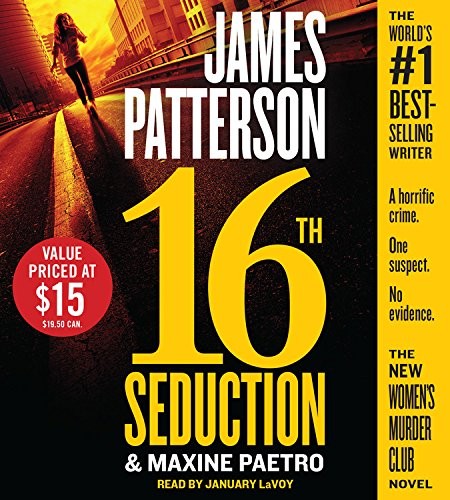 JAMES
PATTERSON
16TH
SEDUCTION
& MAXINE PAETRO
READ BY JANUARY LaVOY
VALUE
PRICED AT
$15
$19.50 CAN.
THE
WORLD'S
#1
BEST-
SELLING
WRITER
A horrific
crime.
One
suspect.
No
evidence.
THE
NEW
WOMEN'S
MURDER
CLUB
NOVEL